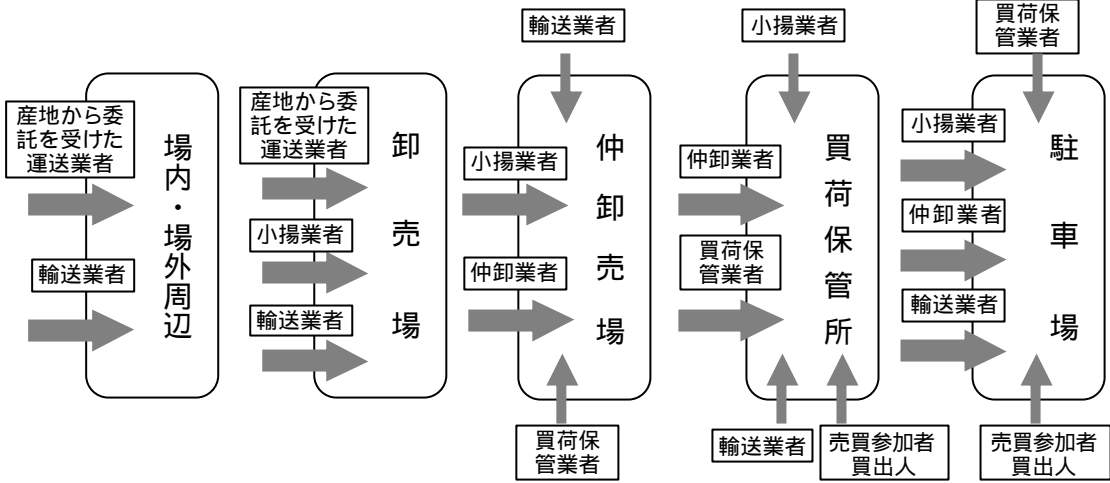 産地から委
託を受けた
運送業者
輸送業者
場内・場外周辺
産地から委
託を受けた
運送業者
小揚業者
輸送業者
卸売場
輸送業者
小揚業者
仲卸業者
買荷保
管業者
仲卸売場
小揚業者
仲卸業者
買荷保
管業者
輸送業者
売買参加者
買出人
買荷保管所
買荷保
管業者
小揚業者
仲卸業者
輸送業者
売買参加者
買出人
駐車場